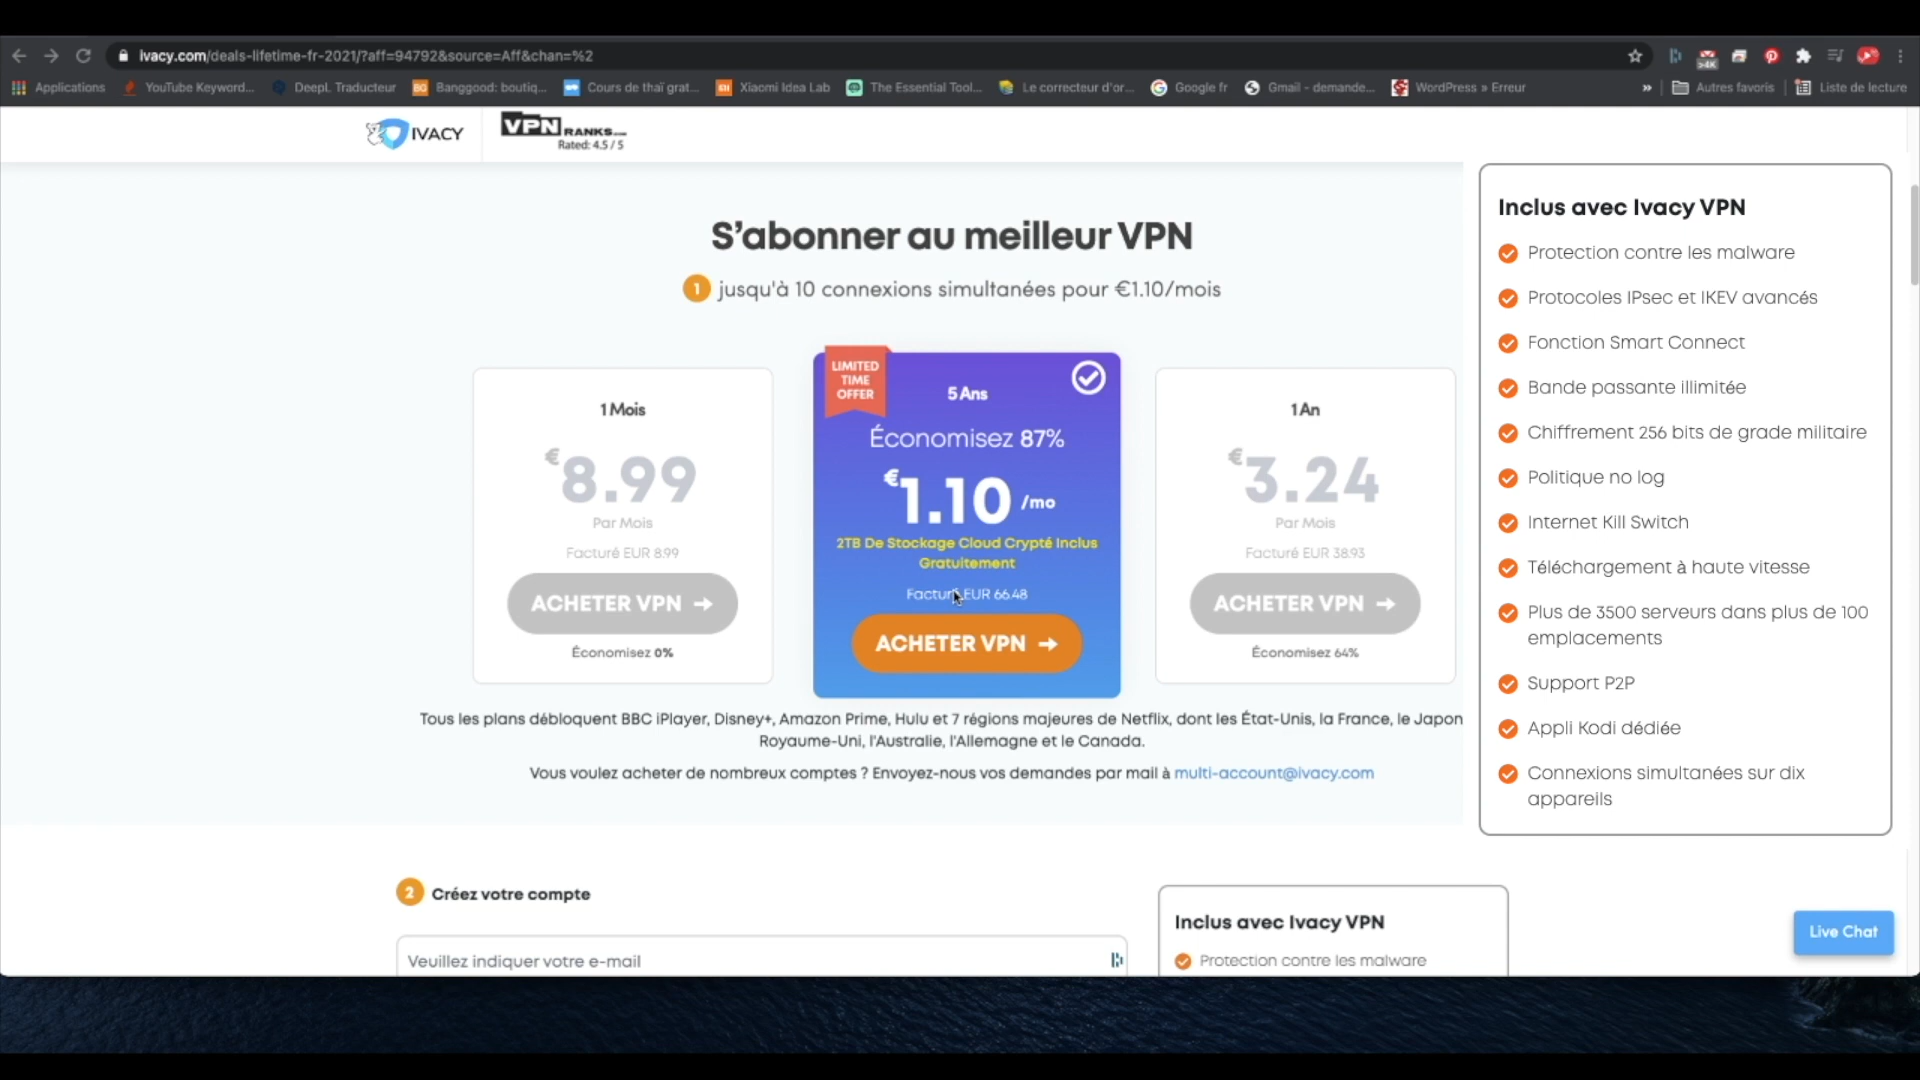 ivacy.com/deals-lifetime-fr-2021/?aff=94792&source=Aff&chan=%2
>4K
Applications
YouTube Keyword...
DeepL Traducteur
BG
Banggood: boutiq...
Cours de thaï grat...
Xiaomi Idea Lab
The Essential Tool...
Le correcteur d'or...
Google fr
Gmail - demande...
WordPress » Erreur
»
Autres favoris
Liste de lecture
IVACY
VPN RANKS.com
Rated: 4.5 / 5
S'abonner au meilleur VPN
1 jusqu'à 10 connexions simultanées pour €1.10/mois
1 Mois
€8.99
Par Mois
Facturé EUR 8.99
ACHETER VPN →
Économisez 0%
LIMITED
TIME
OFFER
5 Ans
Économisez 87%
€1.10 /mo
2TB De Stockage Cloud Crypté Inclus
Gratuitement
Facturé EUR 66.48
ACHETER VPN →
1 An
€3.24
Par Mois
Facturé EUR 38.93
ACHETER VPN →
Économisez 64%
Tous les plans débloquent BBC iPlayer, Disney+, Amazon Prime, Hulu et 7 régions majeures de Netflix, dont les État-Unis, la France, le Japon
Royaume-Uni, l'Australie, l'Allemagne et le Canada.
Vous voulez acheter de nombreux comptes ? Envoyez-nous vos demandes par mail à multi-account@ivacy.com
Inclus avec Ivacy VPN
Protection contre les malware
Protocoles IPsec et IKEV avancés
Fonction Smart Connect
Bande passante illimitée
Chiffrement 256 bits de grade militaire
Politique no log
Internet Kill Switch
Téléchargement à haute vitesse
Plus de 3500 serveurs dans plus de 100
emplacements
Support P2P
Appli Kodi dédiée
Connexions simultanées sur dix
appareils
2 Créez votre compte
Veuillez indiquer votre e-mail
Inclus avec Ivacy VPN
Protection contre les malware
Live Chat